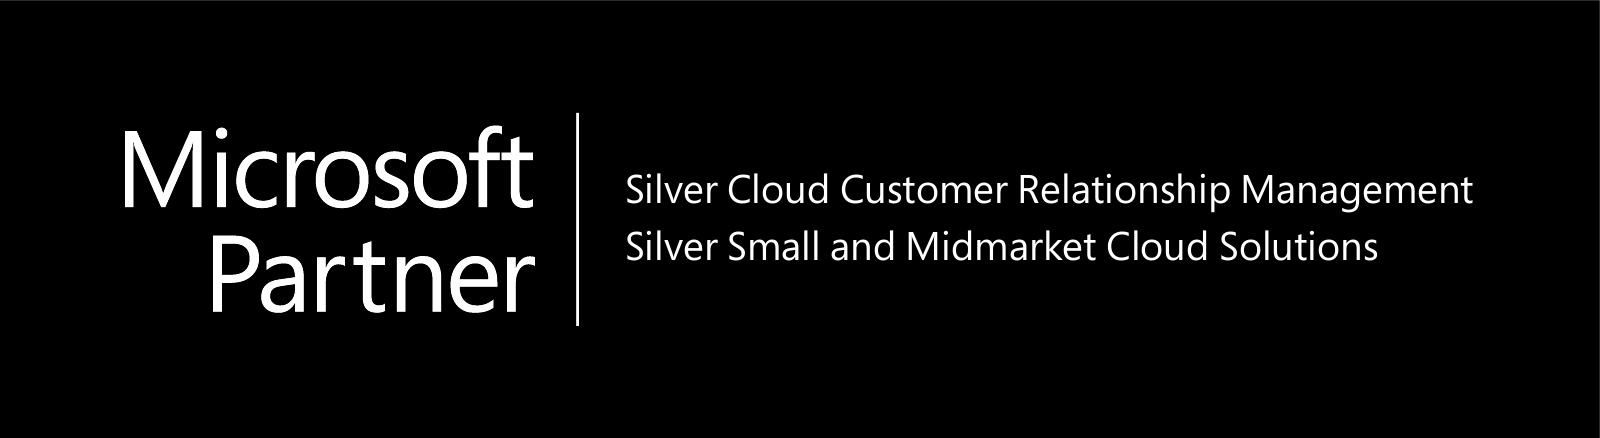 Microsoft
Partner
Silver Cloud Customer Relationship Management
Silver Small and Midmarket Cloud Solutions